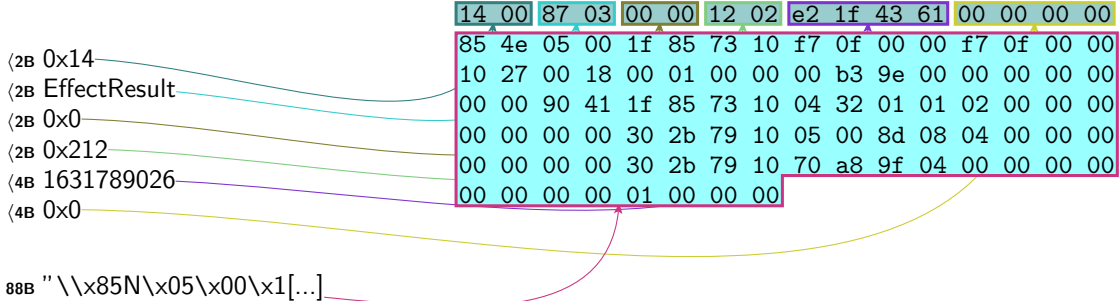 14 00 87 03 00 00 12 02 e2 1f 43 61 00 00 00 00
85 4e 05 00 1f 85 73 10 f7 0f 00 00 f7 0f 00 00
10 27 00 18 00 01 00 00 00 b3 9e 00 00 00 00 00
00 00 90 41 1f 85 73 10 04 32 01 01 02 00 00 00
00 00 00 00 30 2b 79 10 05 00 8d 08 04 00 00 00
00 00 00 00 30 2b 79 10 70 a8 9f 04 00 00 00 00
00 00 00 00 01 00 00 00
⟨2B 0x14
⟨2B EffectResult
⟨2B 0x0
⟨2B 0x212
⟨4B 1631789026
⟨4B 0x0
88B "\\x85N\x05\x00\x1[...]